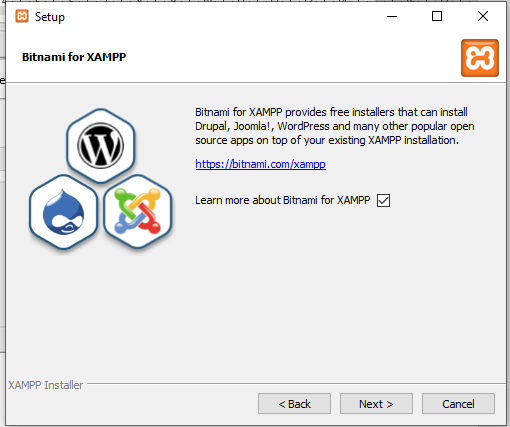 Setup
Bitnami for XAMPP
Bitnami for XAMPP provides free installers that can install
Drupal, Joomla!, WordPress and many other popular open
source apps on top of your existing XAMPP installation.
https://bitnami.com/xampp
Learn more about Bitnami for XAMPP
XAMPP Installer
< Back
Next >
Cancel